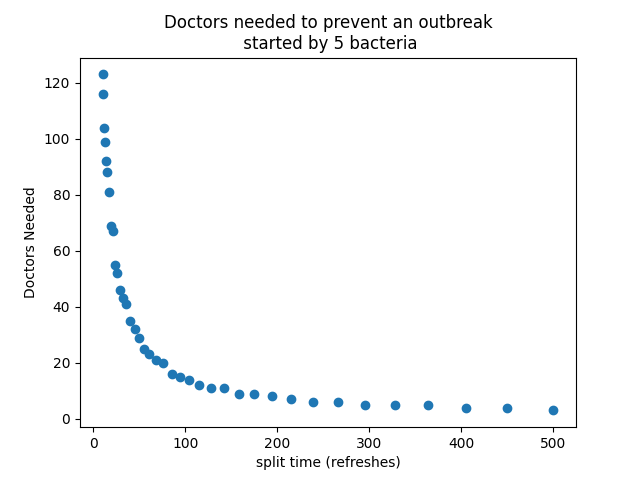 Doctors needed to prevent an outbreak
started by 5 bacteria
120
100
80
60
40
20
0
Doctors Needed
0 100 200 300 400 500
split time (refreshes)